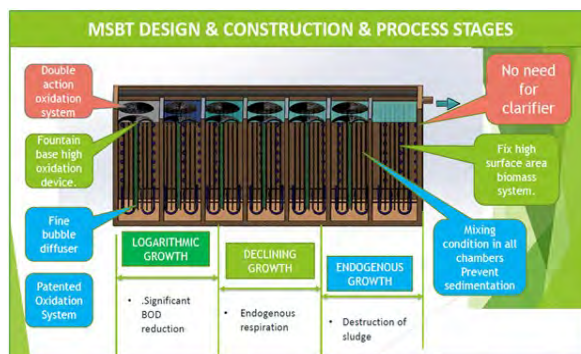 MSBT DESIGN & CONSTRUCTION & PROCESS STAGES
Double
action
oxidation
system
Fountain
base high
oxidation
device.
Fine
bubble
diffuser
Patented
Oxidation
System
No need
for
clarifier
Fix high
surface area
biomass
system.
Mixing
condition in all
chambers
Prevent
sedimentation
LOGARITHMIC
GROWTH
DECLINING
GROWTH
ENDOGENOUS
GROWTH
• .Significant
BOD
reduction
• Endogenous
respiration
• Destruction of
sludge